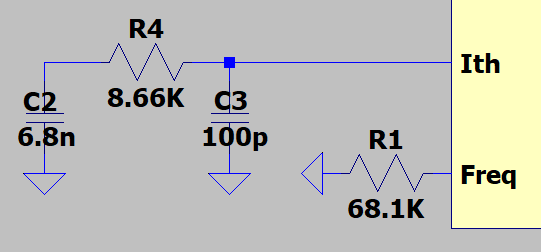 R4
Ith
8.66K
C2
C3
6.8n
100p
R1
Freq
68.1K